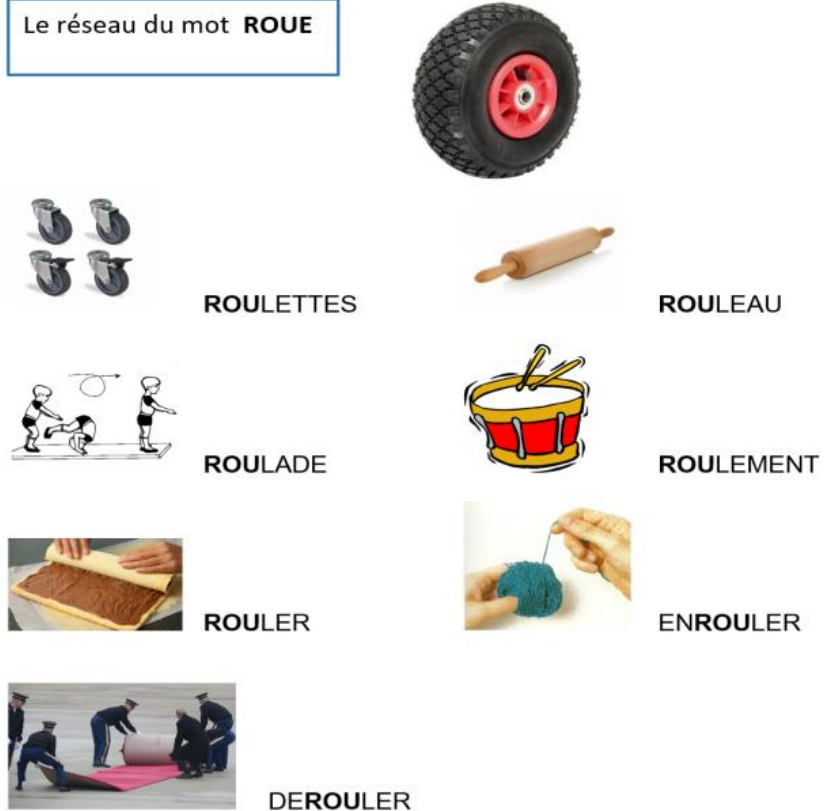 Le réseau du mot ROUE
ROULETTES
ROULEAU
ROULADE
ROULEMENT
ROULER
ENROULER
DEROULER